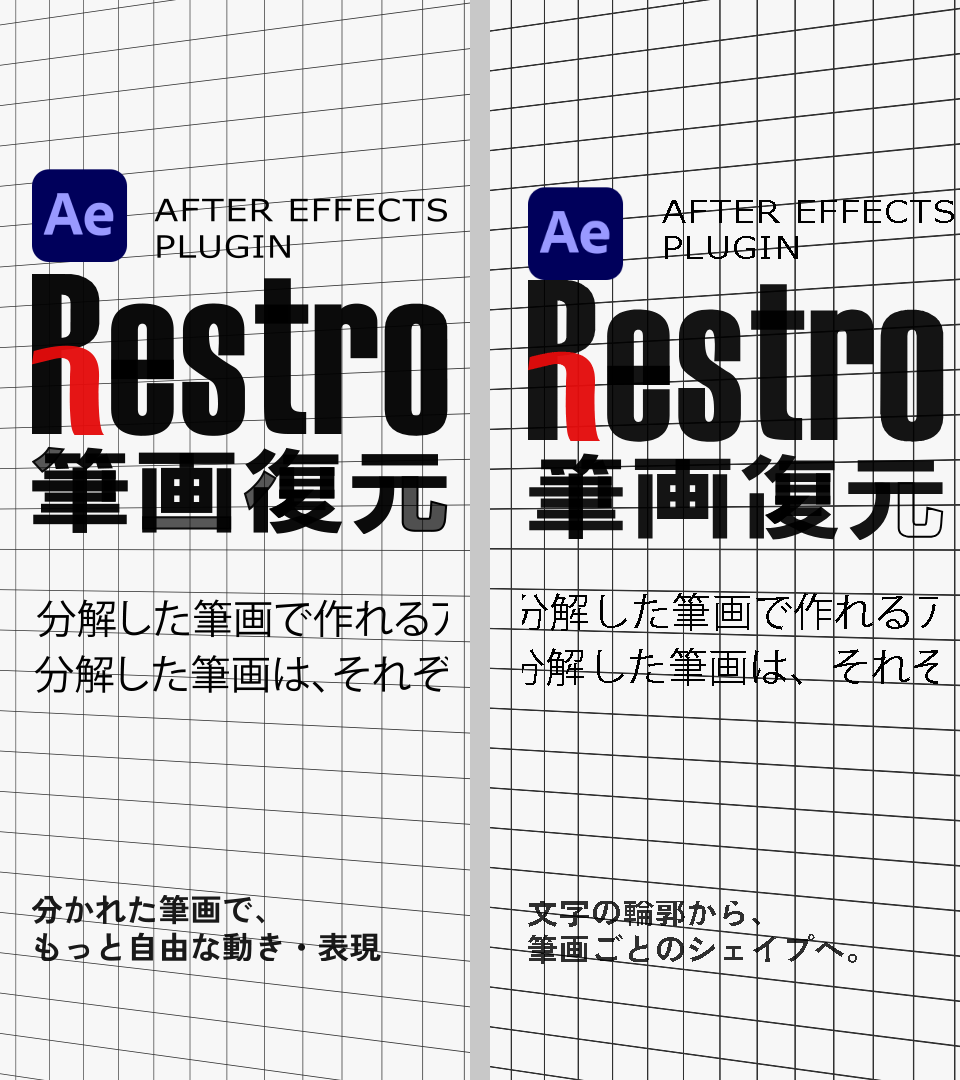 Ae
AFTER EFFECTS
PLUGIN
Restro
筆画復元
分解した筆画で作れる
分解した筆画は、それぞ
分かれた筆画で、
もっと自由な動き・表現
Ae
AFTER EFFECTS
PLUGIN
Restro
筆画復元
分解した筆画で作れる
分解した筆画は、それそ
文字の輪郭から、
筆画ごとのシェイプへ。